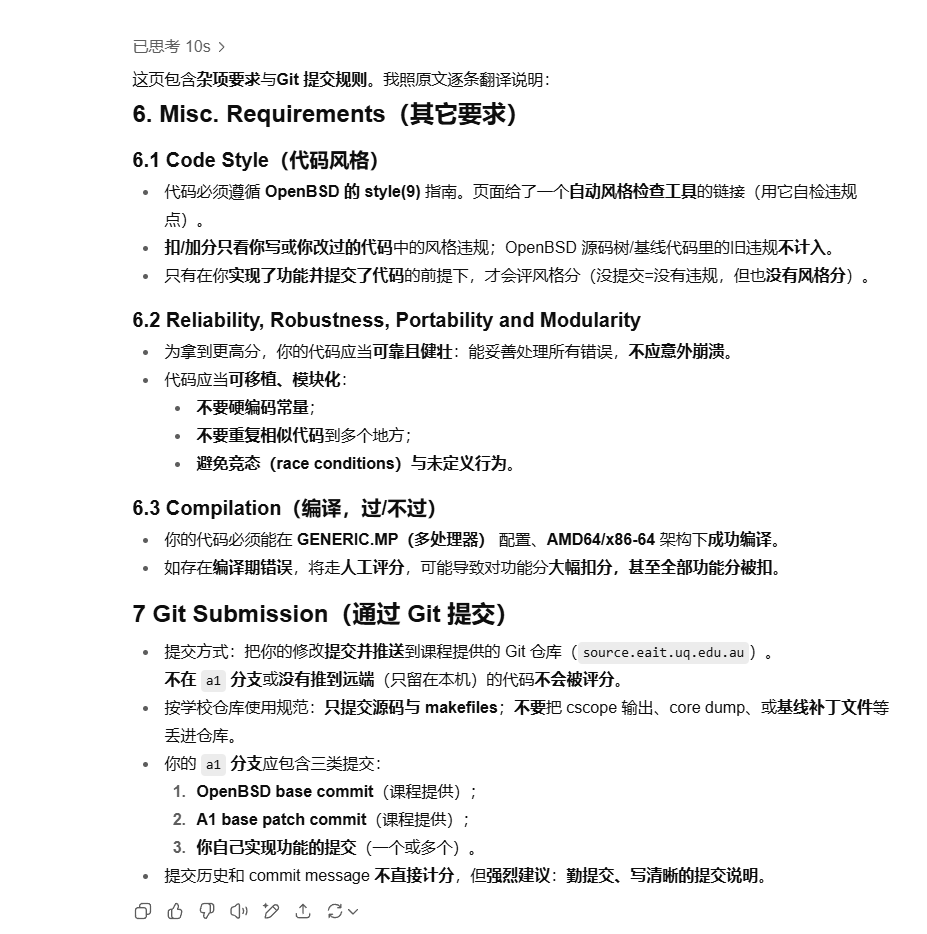 已思考 10s >
这页包含杂项要求与Git 提交规则。我照原文逐条翻译说明：
6. Misc. Requirements（其它要求）
6.1 Code Style（代码风格）
代码必须遵循 OpenBSD 的 style(9) 指南。页面给了一个自动风格检查工具的链接（用它自检违规
点）。
扣/加分只看你写或你改过的代码中的风格违规；OpenBSD 源码树/基线代码里的旧违规不计入。
只有在你实现了功能并提交了代码的前提下，才会评风格分（没提交=没有违规，但也没有风格分）。
6.2 Reliability, Robustness, Portability and Modularity
为拿到更高分，你的代码应当可靠且健壮：能妥善处理所有错误，不应意外崩溃。
代码应当可移植、模块化：
不要硬编码常量；
不要重复相似代码到多个地方；
避免竞态（race conditions）与未定义行为。
6.3 Compilation（编译，过/不过）
你的代码必须能在 GENERIC.MP（多处理器） 配置、AMD64/x86-64 架构下成功编译。
如存在编译期错误，将走人工评分，可能导致对功能分大幅扣分，甚至全部功能分被扣。
7 Git Submission（通过 Git 提交）
提交方式：把你的修改提交并推送到课程提供的 Git 仓库（ source.eait.uq.edu.au ）。
不在 a1 分支或没有推到远端（只留在本机）的代码不会被评分。
按学校仓库使用规范：只提交源码与 makefiles；不要把 cscope 输出、core dump、或基线补丁文件等
丢进仓库。
你的 a1 分支应包含三类提交：
1. OpenBSD base commit（课程提供）；
2. A1 base patch commit（课程提供）；
3. 你自己实现功能的提交（一个或多个）。
提交历史和 commit message 不直接计分，但强烈建议：勤提交、写清晰的提交说明。